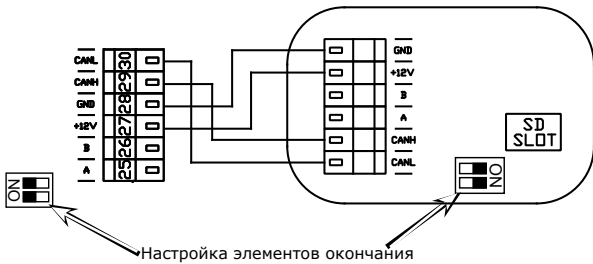 CANL 30
CANH 29
GND 28
+12V 27
B 26
A 25
GND
+12V
B
A
CANH
CANL
SD
SLOT
ON
ON
Настройка элементов окончания